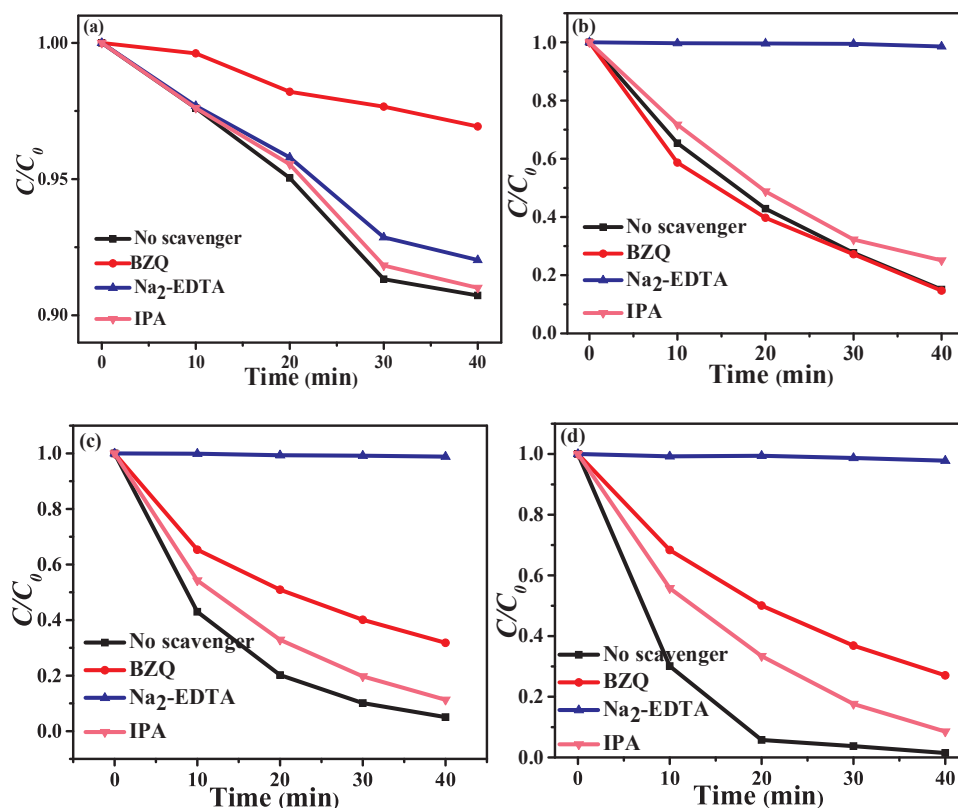 (a)
1.00
0.95
0.90
C/C0
No scavenger
BZQ
Na2-EDTA
IPA
0 10 20 30 40
Time (min)
(b)
1.0
0.8
0.6
0.4
0.2
0.0
C/C0
No scavenger
BZQ
Na2-EDTA
IPA
0 10 20 30 40
Time (min)
(c)
1.0
0.8
0.6
0.4
0.2
0.0
C/C0
No scavenger
BZQ
Na2-EDTA
IPA
0 10 20 30 40
Time (min)
(d)
1.0
0.8
0.6
0.4
0.2
0.0
C/C0
No scavenger
BZQ
Na2-EDTA
IPA
0 10 20 30 40
Time (min)